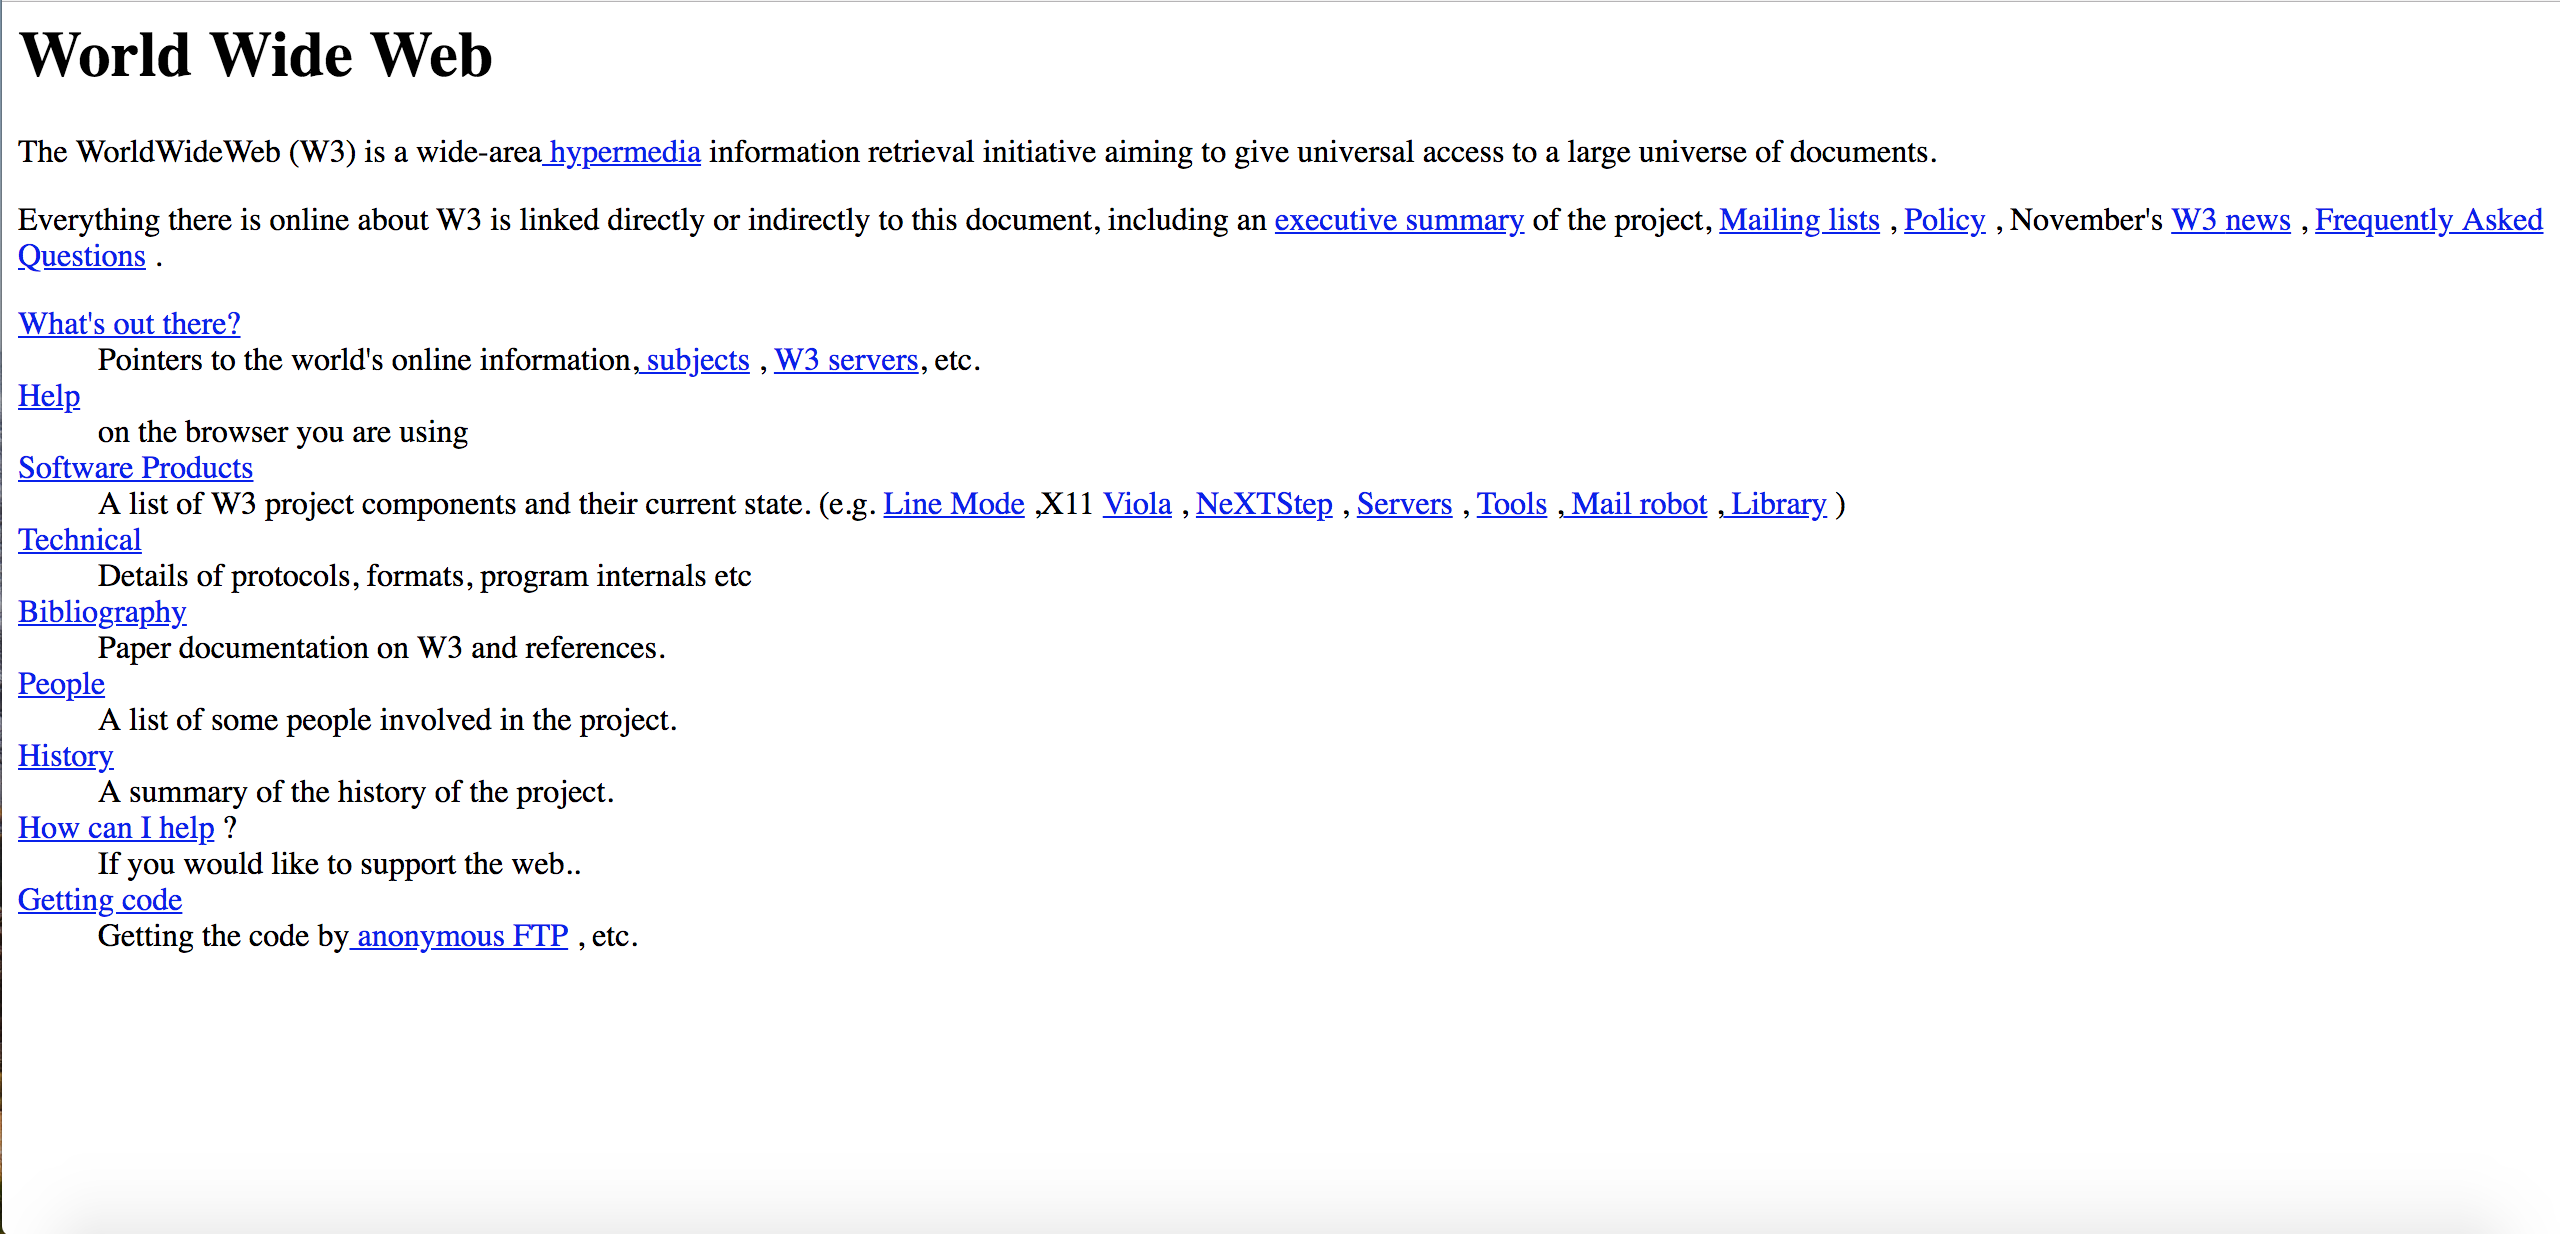 World Wide Web
The WorldWideWeb (W3) is a wide-area hypermedia information retrieval initiative aiming to give universal access to a large universe of documents.
Everything there is online about W3 is linked directly or indirectly to this document, including an executive summary of the project, Mailing lists , Policy , November's W3 news , Frequently Asked
Questions .
What's out there?
Pointers to the world's online information, subjects , W3 servers, etc.
Help
on the browser you are using
Software Products
A list of W3 project components and their current state. (e.g. Line Mode ,X11 Viola , NeXTStep , Servers , Tools , Mail robot , Library )
Technical
Details of protocols, formats, program internals etc
Bibliography
Paper documentation on W3 and references.
People
A list of some people involved in the project.
History
A summary of the history of the project.
How can I help ?
If you would like to support the web..
Getting code
Getting the code by anonymous FTP , etc.